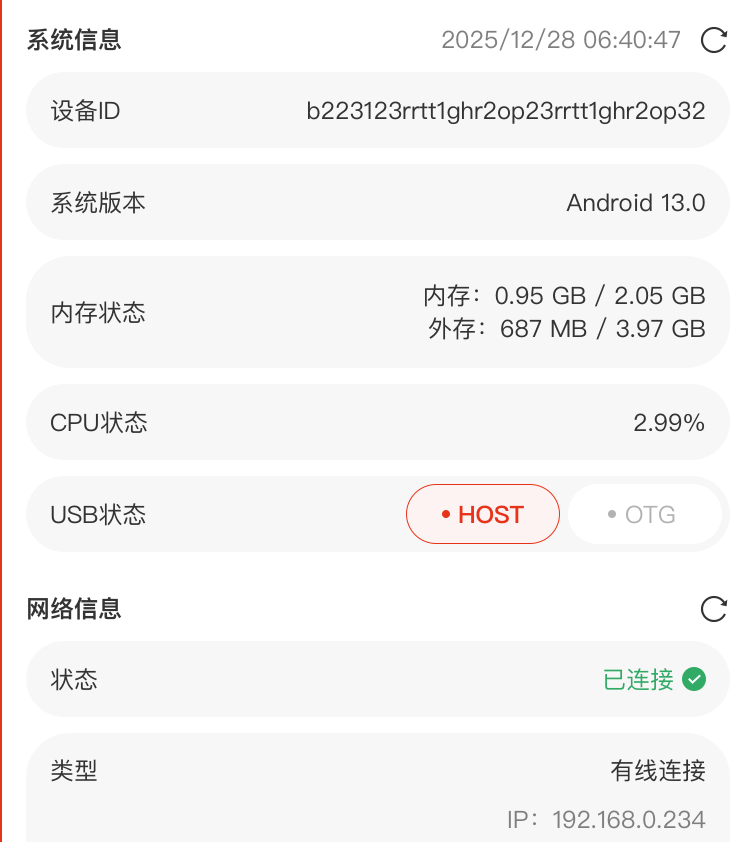 系统信息 2025/12/28 06:40:47
设备ID b223123rrtt1ghr2op23rrtt1ghr2op32
系统版本 Android 13.0
内存状态 内存：0.95 GB / 2.05 GB
外存：687 MB / 3.97 GB
CPU状态 2.99%
USB状态 • HOST • OTG
网络信息
状态 已连接
类型 有线连接
IP：192.168.0.234